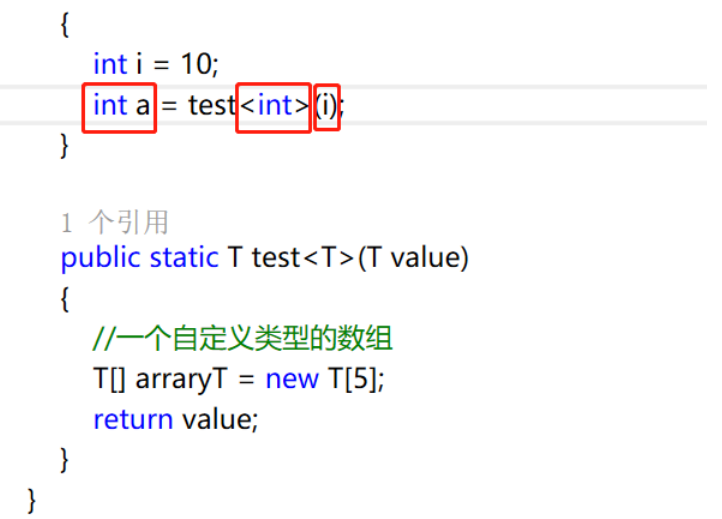 {
int i = 10;
int a = test<int>(i);
}
1 个引用
public static T test<T>(T value)
{
//一个自定义类型的数组
T[] arraryT = new T[5];
return value;
}
}